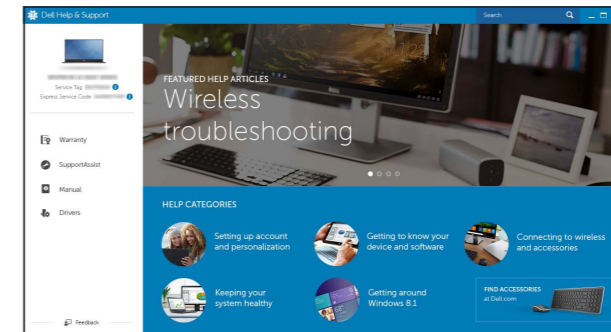 Dell Help & Support
Search
Service Tag
Express Service Code
Warranty
SupportAssist
Manual
Drivers
Feedback
FEATURED HELP ARTICLES
Wireless
troubleshooting
HELP CATEGORIES
Setting up account
and personalization
Getting to know your
device and software
Connecting to wireless
and accessories
Keeping your
system healthy
Getting around
Windows 8.1
FIND ACCESSORIES
at Dell.com